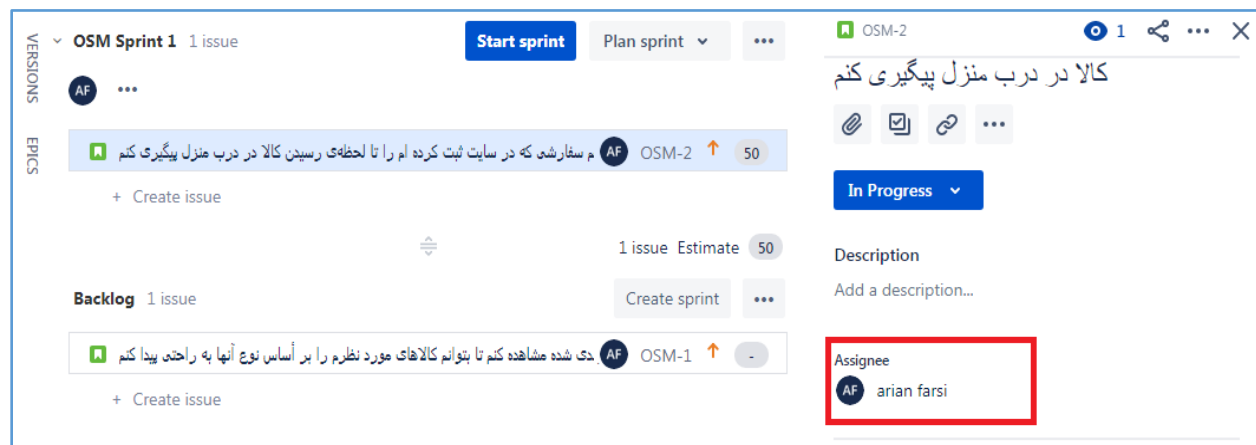 VERSIONS
EPICS
OSM Sprint 1 1 issue Start sprint Plan sprint
AF
م سفارشی که در سایت ثبت کرده ام را تا لحظه‌ی رسیدن کالا در درب منزل پیگیری کنم AF OSM-2 50
+ Create issue
1 issue Estimate 50
Backlog 1 issue Create sprint
دی شده مشاهده کنم تا بتوانم کالاهای مورد نظرم را بر أساس نوع آنها به راحتی پیدا کنم AF OSM-1 -
+ Create issue
OSM-2 1
کالا در درب منزل پیگیری کنم
In Progress
Description
Add a description...
Assignee
AF arian farsi